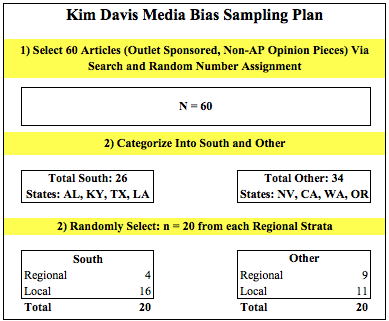 Kim Davis Media Bias Sampling Plan
1) Select 60 Articles (Outlet Sponsored, Non-AP Opinion Pieces) Via
Search and Random Number Assignment
N = 60
2) Categorize Into South and Other
Total South: 26
States: AL, KY, TX, LA
Total Other: 34
States: NV, CA, WA, OR
2) Randomly Select: n = 20 from each Regional Strata
South
Regional 4
Local 16
Total 20
Other
Regional 9
Local 11
Total 20